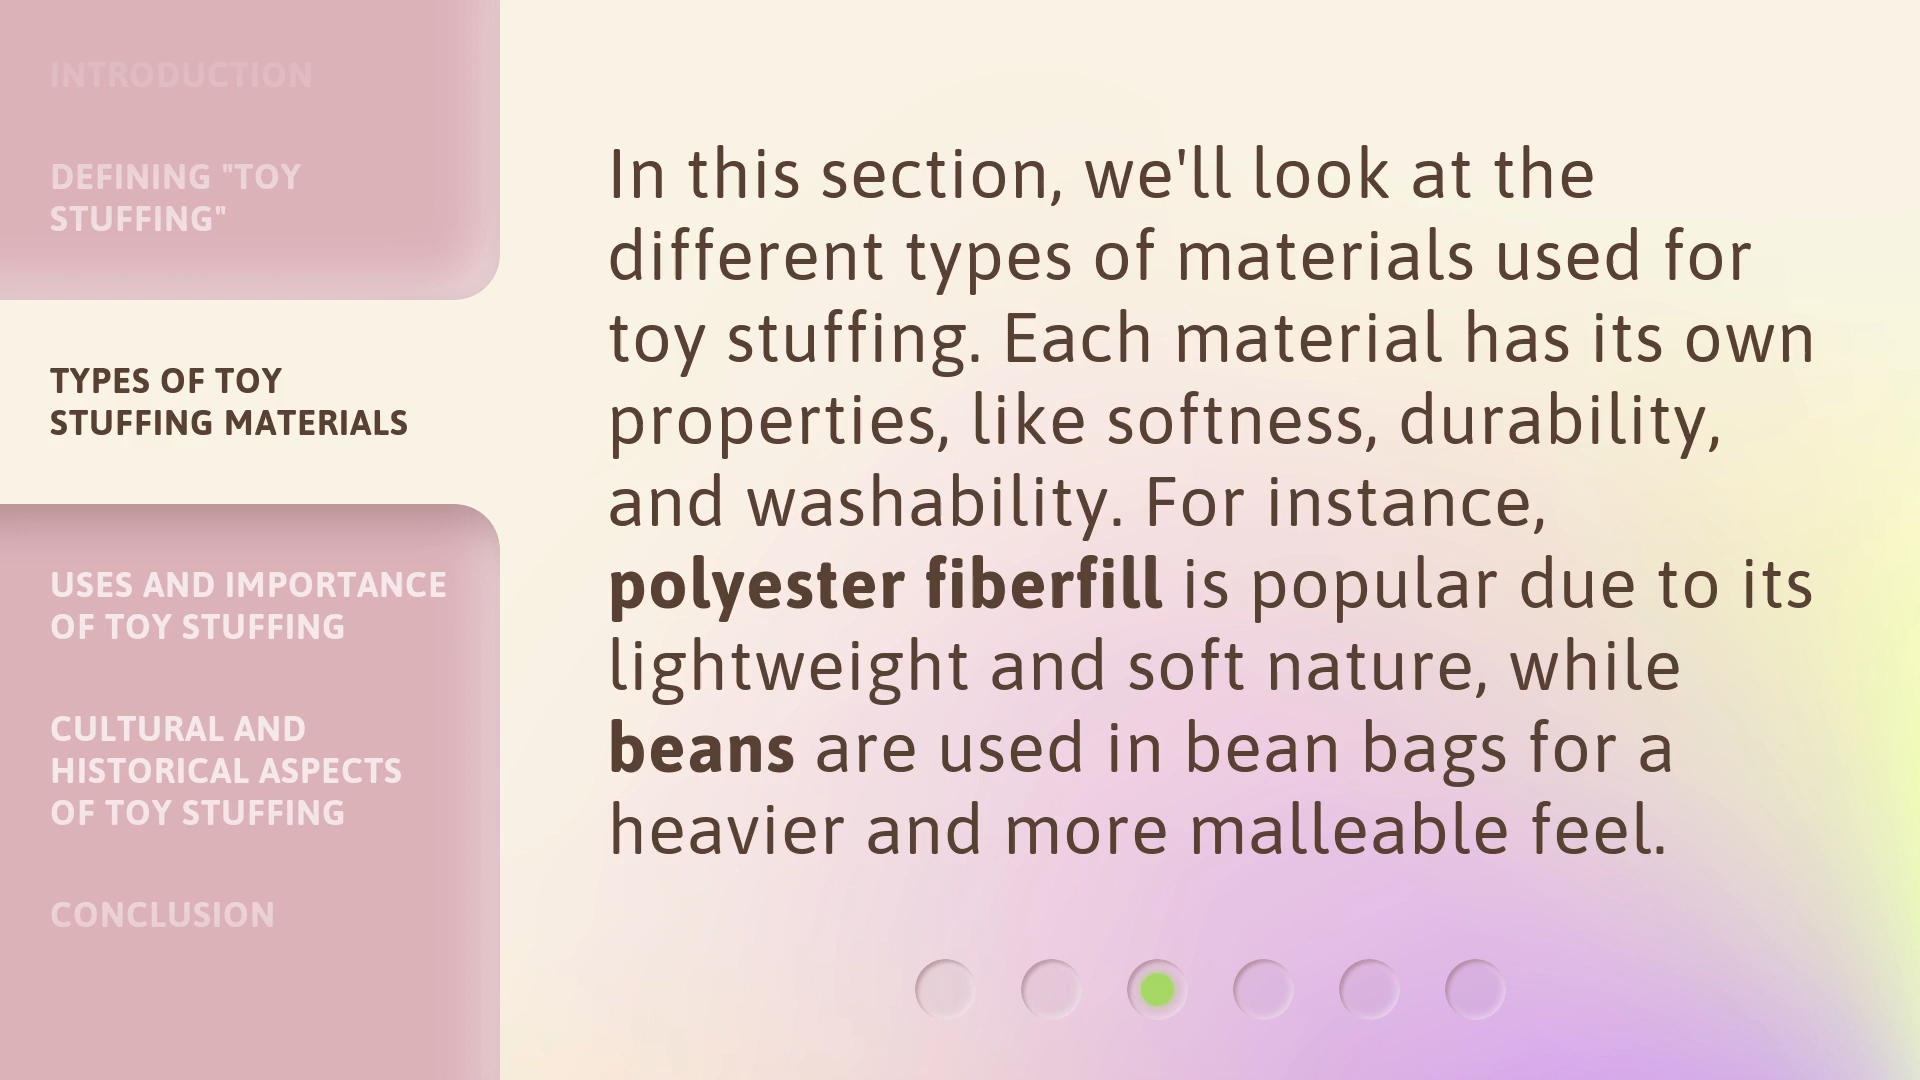 INTRODUCTION
DEFINING "TOY
STUFFING"
TYPES OF TOY
STUFFING MATERIALS
USES AND IMPORTANCE
OF TOY STUFFING
CULTURAL AND
HISTORICAL ASPECTS
OF TOY STUFFING
CONCLUSION
In this section, we'll look at the
different types of materials used for
toy stuffing. Each material has its own
properties, like softness, durability,
and washability. For instance,
polyester fiberfill is popular due to its
lightweight and soft nature, while
beans are used in bean bags for a
heavier and more malleable feel.